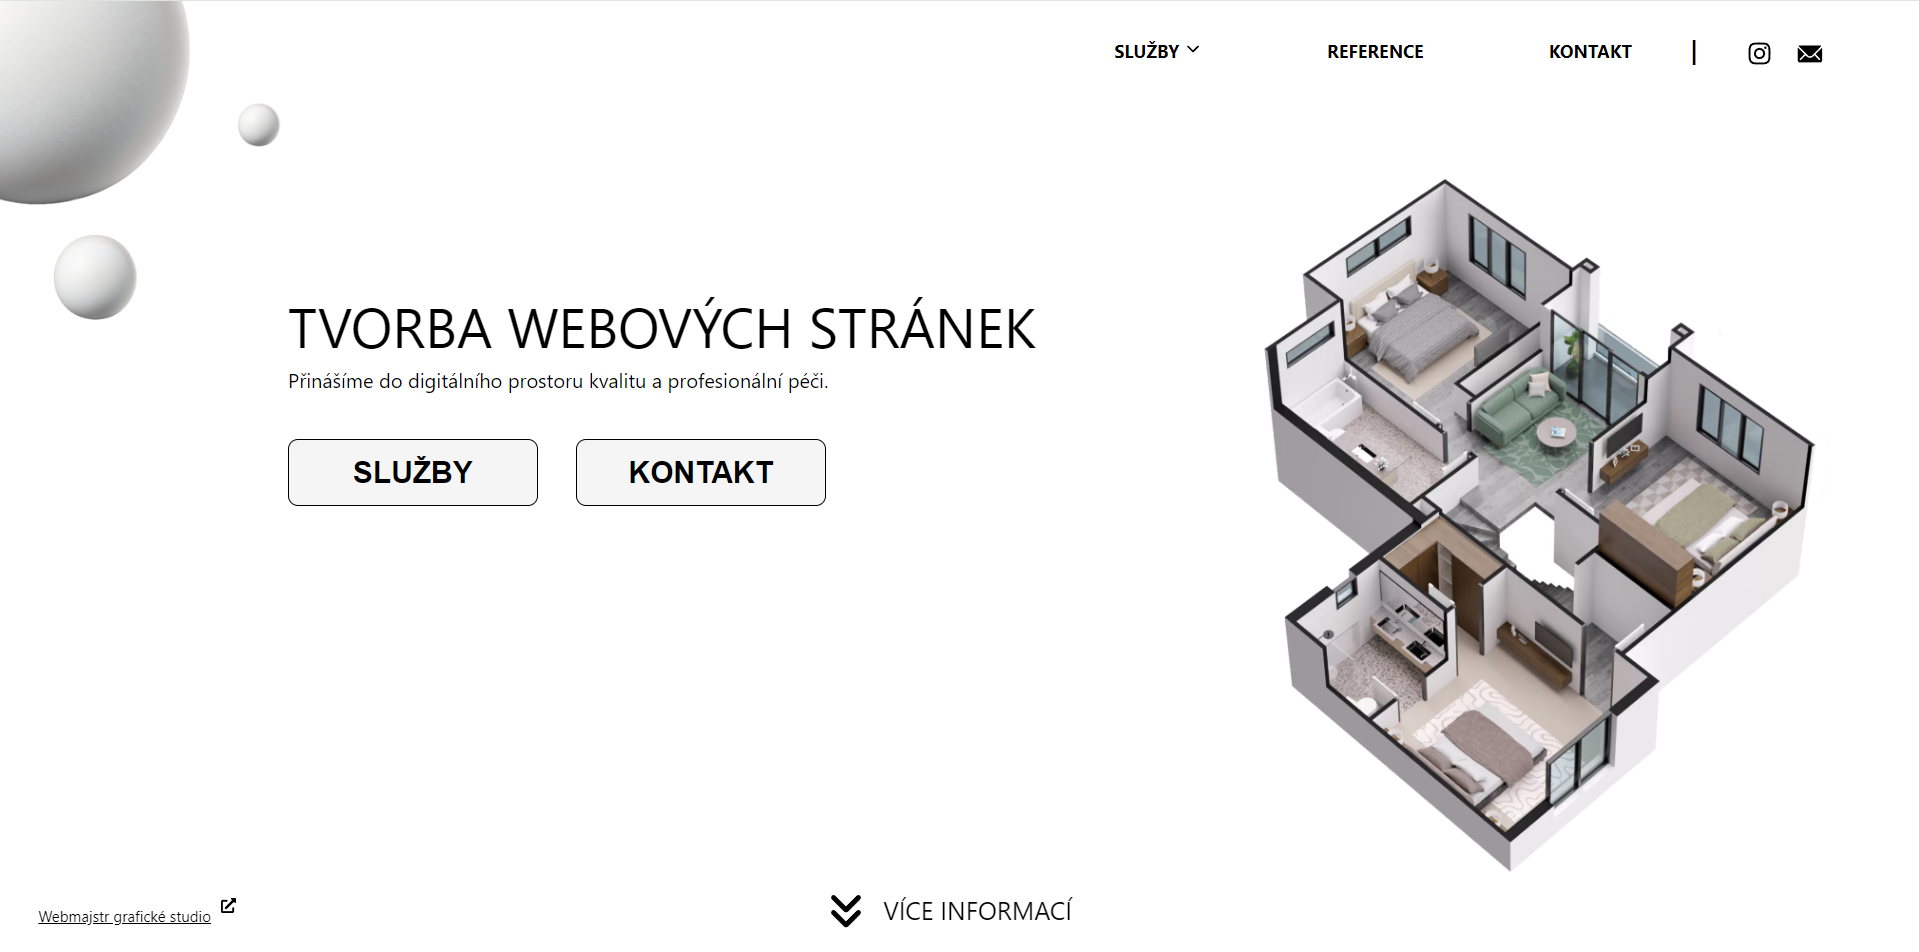 SLUŽBY
REFERENCE
KONTAKT
TVORBA WEBOVÝCH STRÁNEK
Přinášíme do digitálního prostoru kvalitu a profesionální péči.
SLUŽBY
KONTAKT
Webmajstr grafické studio
VÍCE INFORMACÍ